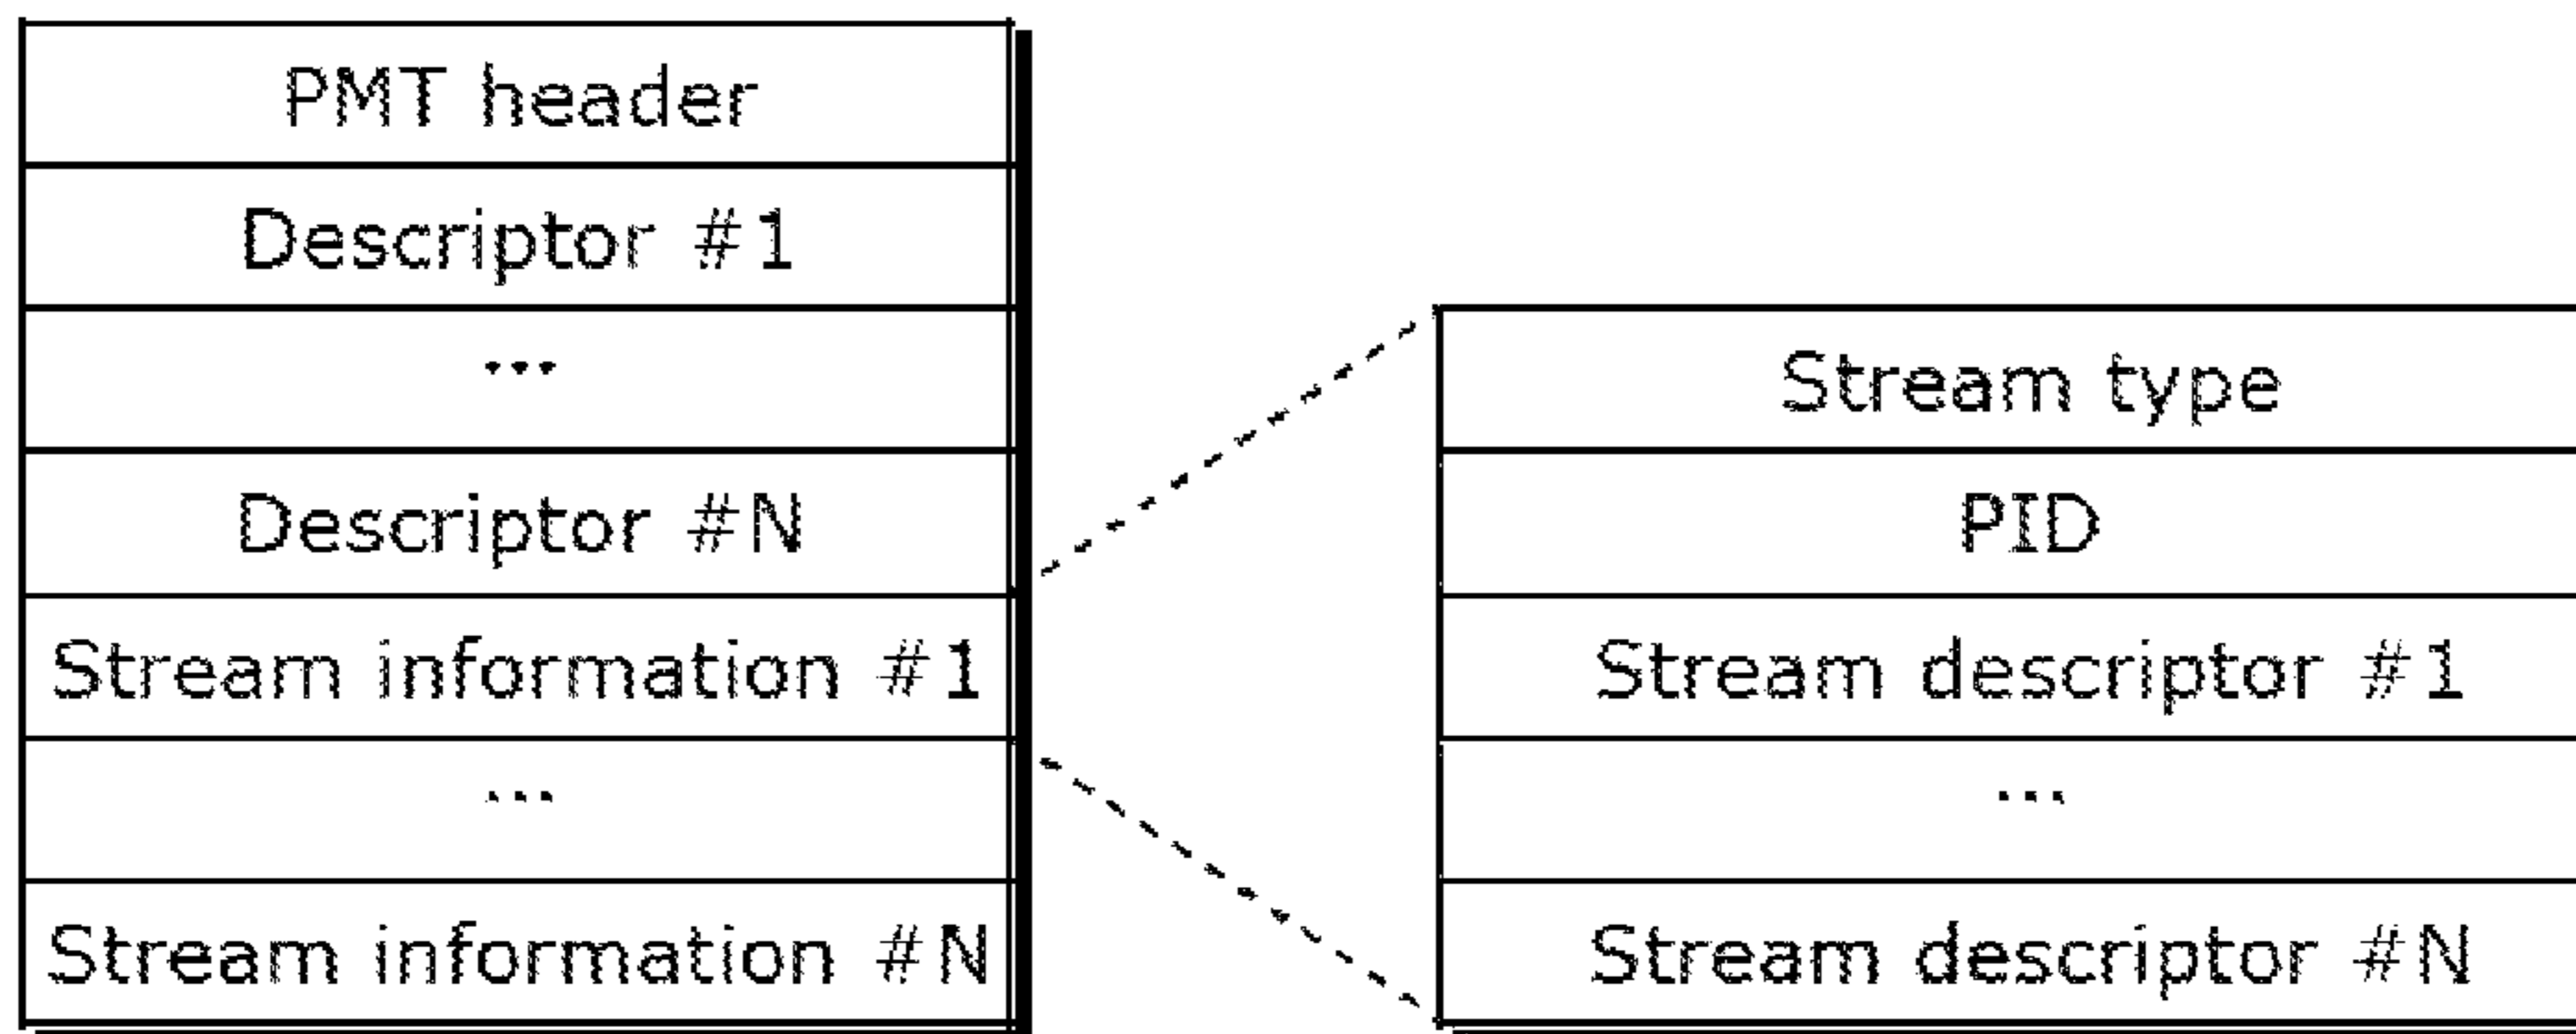 PMT header
Descriptor #1
...
Descriptor #N
Stream information #1
...
Stream information #N
Stream type
PID
Stream descriptor #1
...
Stream descriptor #N